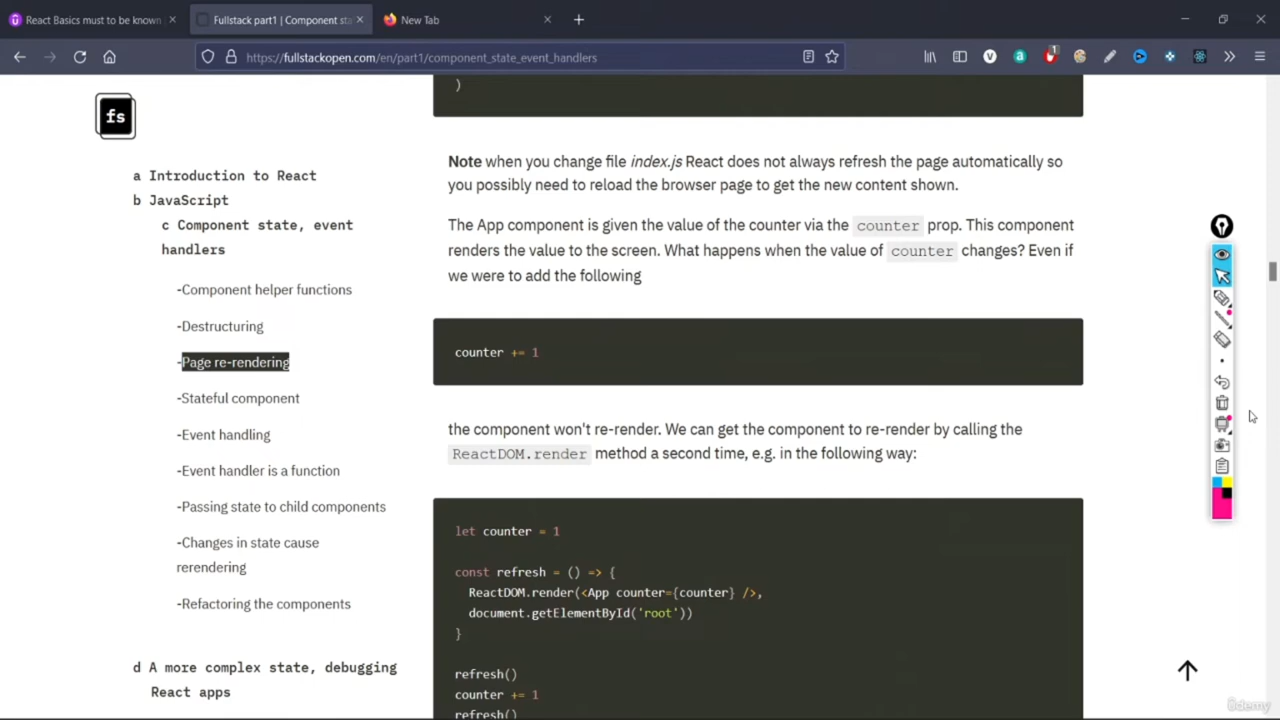 React Basics must to be known
Fullstack part1 | Component sta
New Tab
https://fullstackopen.com/en/part1/component_state_event_handlers
1
fs
a Introduction to React
b JavaScript
c Component state, event
handlers
-Component helper functions
-Destructuring
-Page re-rendering
-Stateful component
-Event handling
-Event handler is a function
-Passing state to child components
-Changes in state cause
rerendering
-Refactoring the components
d A more complex state, debugging
React apps
)
Note when you change file index.js React does not always refresh the page automatically so
you possibly need to reload the browser page to get the new content shown.
The App component is given the value of the counter via the counter prop. This component
renders the value to the screen. What happens when the value of counter changes? Even if
we were to add the following
counter += 1
the component won't re-render. We can get the component to re-render by calling the
ReactDOM.render method a second time, e.g. in the following way:
let counter = 1
const refresh = () => {
ReactDOM.render(<App counter={counter} />,
document.getElementById('root'))
}
refresh()
counter += 1
refresh()
ûdemy